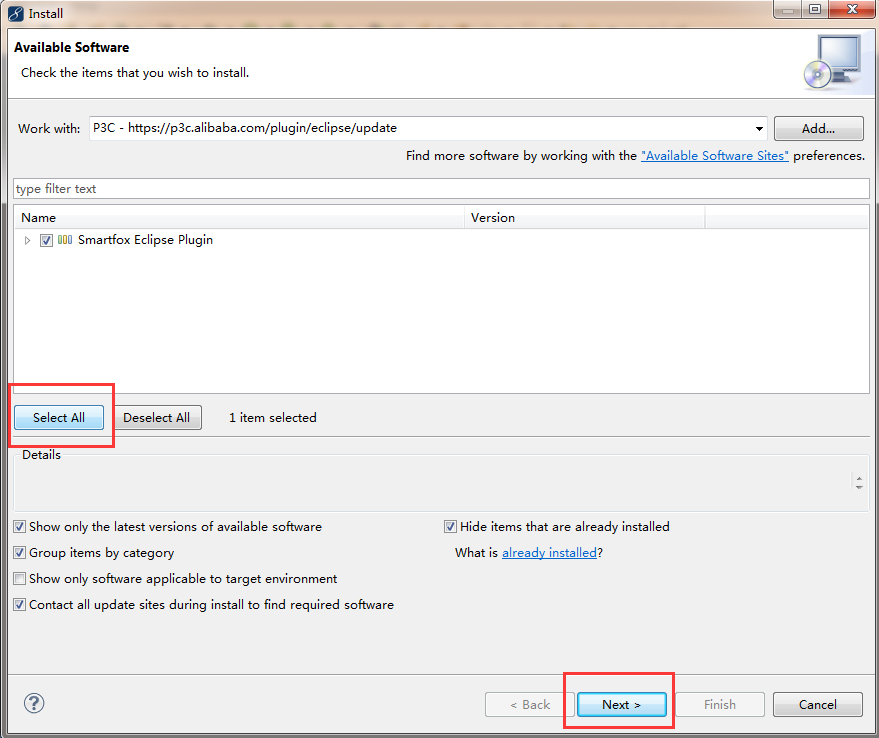 Install
Available Software
Check the items that you wish to install.
Work with: P3C - https://p3c.alibaba.com/plugin/eclipse/update Add...
Find more software by working with the "Available Software Sites" preferences.
type filter text
Name Version
Smartfox Eclipse Plugin
Select All Deselect All 1 item selected
Details
Show only the latest versions of available software Hide items that are already installed
Group items by category What is already installed?
Show only software applicable to target environment
Contact all update sites during install to find required software
? < Back Next > Finish Cancel